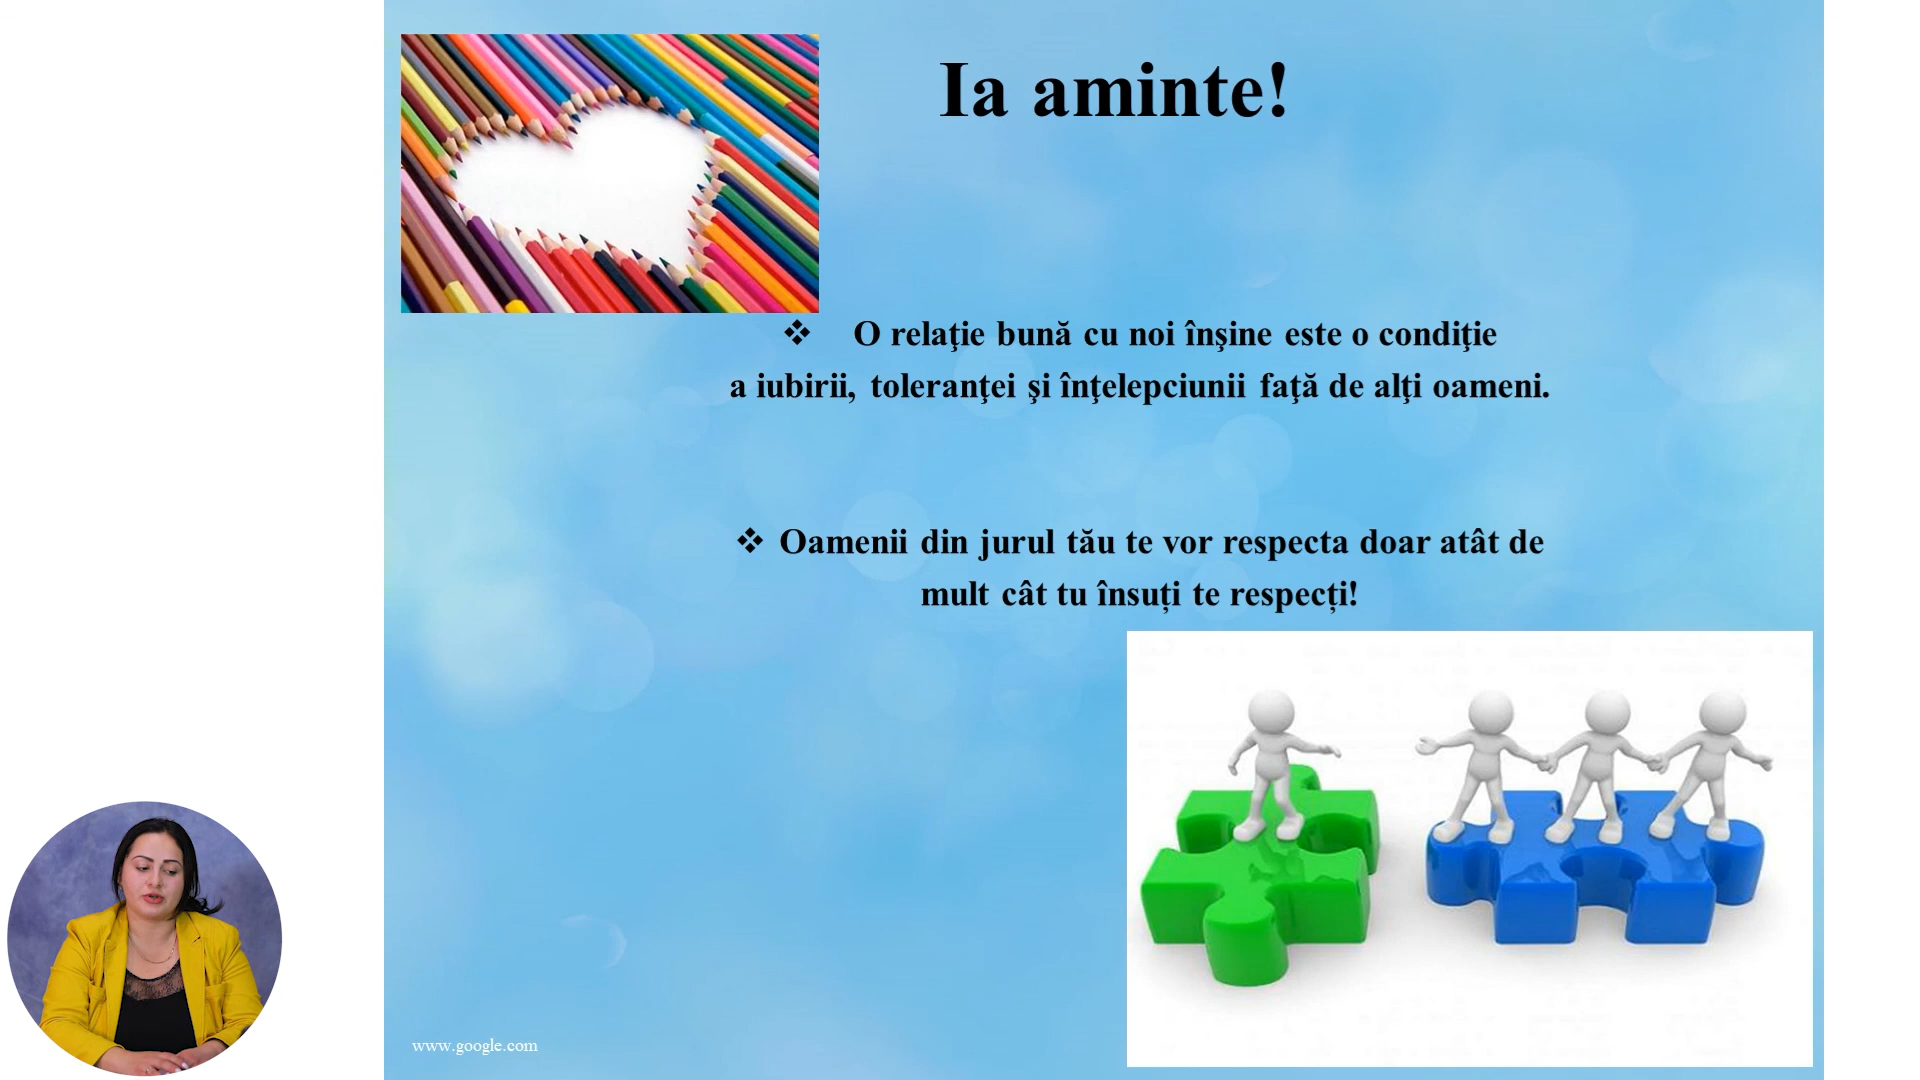 Ia aminte!
❖ O relaţie bună cu noi înşine este o condiţie
a iubirii, toleranţei şi înţelepciunii faţă de alţi oameni.
❖ Oamenii din jurul tău te vor respecta doar atât de
mult cât tu însuți te respecți!
www.google.com